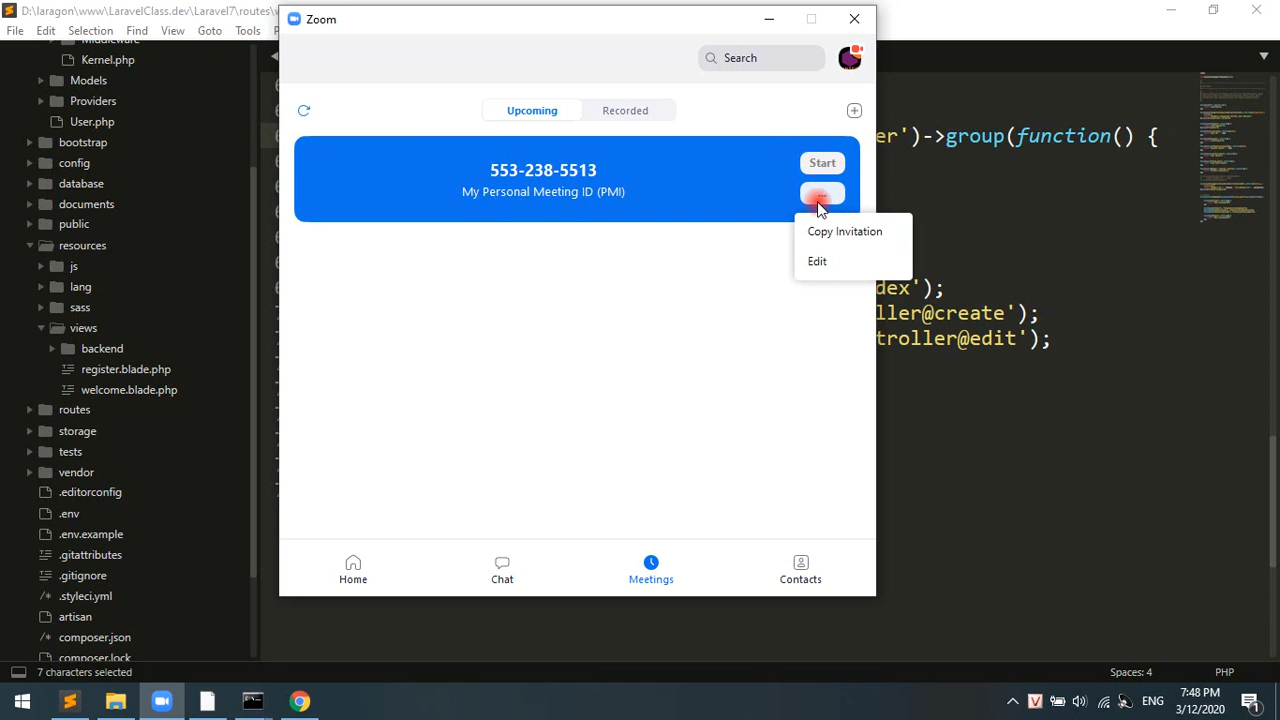 D:\laragon\www\LaravelClass.dev\Laravel7\routes\
File Edit Selection Find View Goto Tools
Kernel.php
Models
Providers
User.php
bootstrap
config
database
documents
public
resources
js
lang
sass
views
backend
register.blade.php
welcome.blade.php
routes
storage
tests
vendor
.editorconfig
.env
.env.example
.gitattributes
.gitignore
.styleci.yml
artisan
composer.json
composer.lock
7 characters selected
Zoom
Search
Upcoming Recorded
553-238-5513
My Personal Meeting ID (PMI)
Start
Copy Invitation
Edit
Home Chat Meetings Contacts
er')->group(function() {
dex');
ller@create');
troller@edit');
Spaces: 4 PHP
ENG
7:48 PM
3/12/2020